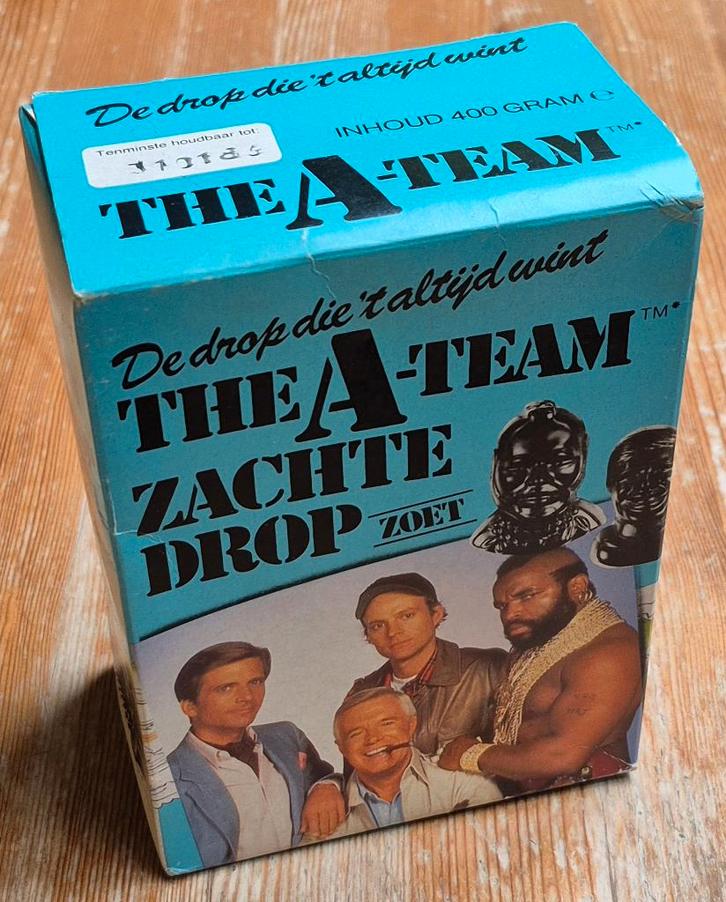 De drop die 't altijd wint
INHOUD 400 GRAM ℮
Tenminste houdbaar tot:
THE A-TEAM™*
De drop die 't altijd wint
THE A-TEAM™*
ZACHTE
DROP ZOET